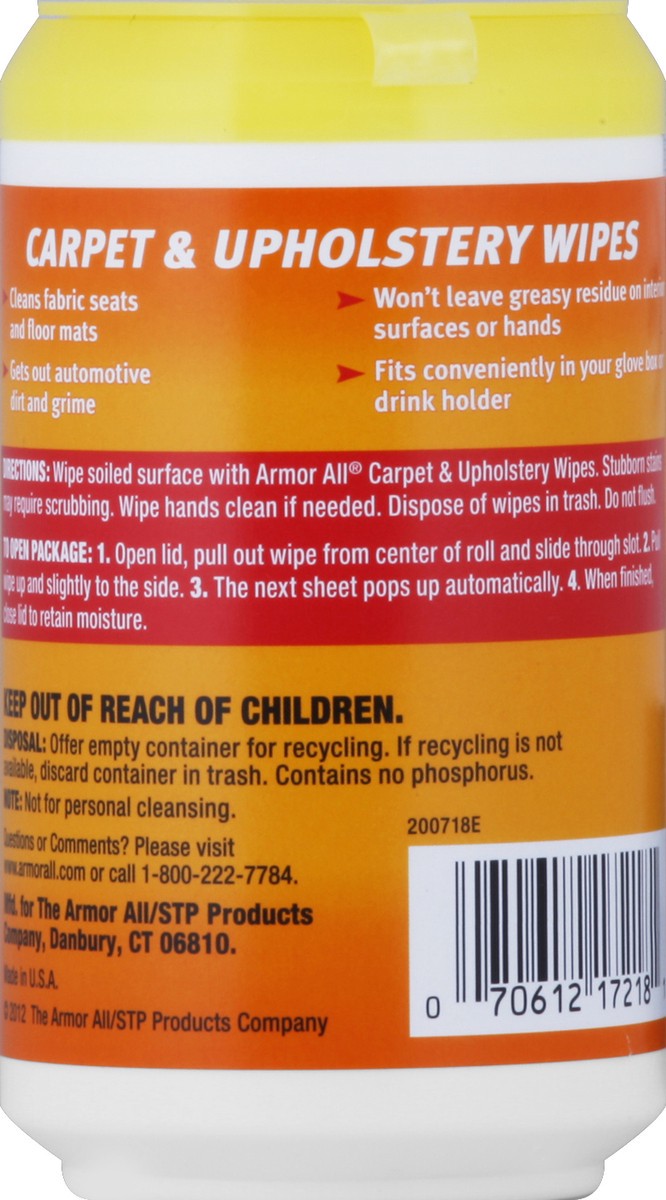 CARPET & UPHOLSTERY WIPES
Cleans fabric seats
and floor mats
Gets out automotive
dirt and grime
Won't leave greasy residue on
surfaces or hands
Fits conveniently in your glove box or
drink holder
DIRECTIONS: Wipe soiled surface with Armor All® Carpet & Upholstery Wipes. Stubborn stains
may require scrubbing. Wipe hands clean if needed. Dispose of wipes in trash. Do not flush.
TO OPEN PACKAGE: 1. Open lid, pull out wipe from center of roll and slide through slot. 2. Pull
wipe up and slightly to the side. 3. The next sheet pops up automatically. 4. When finished,
close lid to retain moisture.
KEEP OUT OF REACH OF CHILDREN.
DISPOSAL: Offer empty container for recycling. If recycling is not
available, discard container in trash. Contains no phosphorus.
NOTE: Not for personal cleansing.
Questions or Comments? Please visit
www.armorall.com or call 1-800-222-7784.
Mfd. for The Armor All/STP Products
Company, Danbury, CT 06810.
Made in U.S.A.
© 2012 The Armor All/STP Products Company
200718E
0 70612 17218